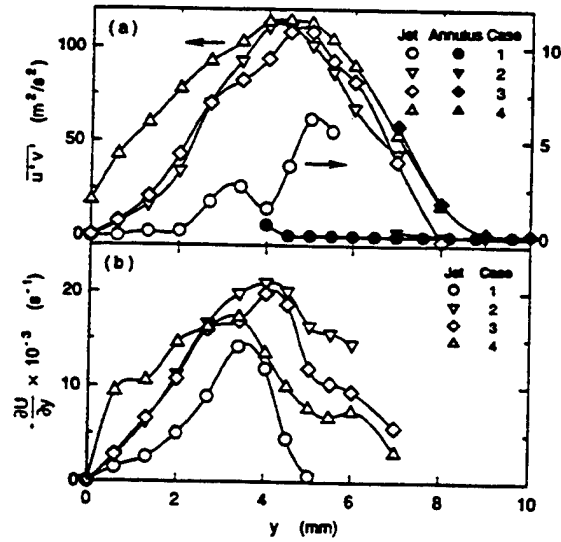 (a)
Jet Annulus Case
1
2
3
4
100
50
0
u'v' (m²/s²)
10
5
0
(b)
Jet Case
1
2
3
4
20
10
0
-∂U/∂y × 10⁻³ (s⁻¹)
0 2 4 6 8 10
y (mm)